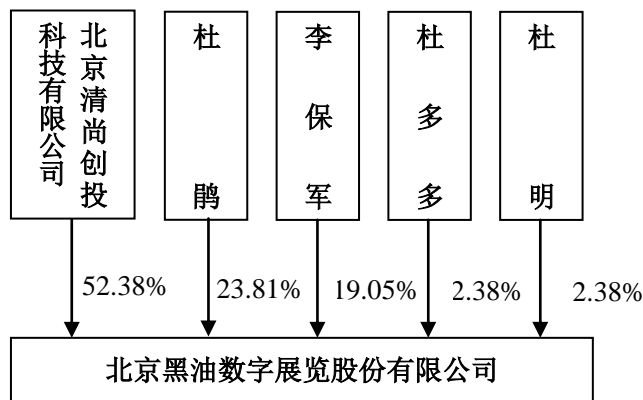 北京清尚创投
科技有限公司
杜鹃
李保军
杜多多
杜明
52.38%
23.81%
19.05%
2.38%
2.38%
北京黑油数字展览股份有限公司